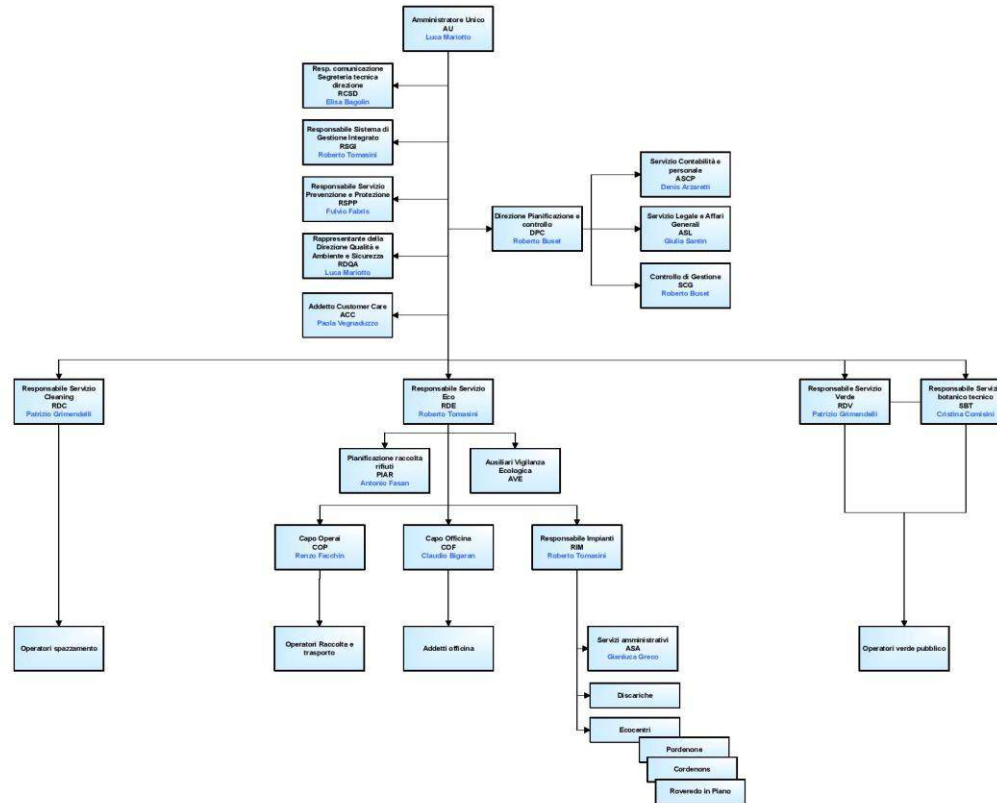 Amministratore Unico
AU
Luca Mariotto
Resp. comunicazione
Segreteria tecnica
direzione
RCSD
Elisa Bagolin
Responsabile Sistema di
Gestione Integrato
RSGI
Roberto Tomasini
Responsabile Servizio
Prevenzione e Protezione
RSPP
Fulvio Fabris
Rappresentante della
Direzione Qualità e
Ambiente e Sicurezza
RDQA
Luca Mariotto
Addetto Customer Care
ACC
Paola Vegnaduzzo
Direzione Pianificazione e
controllo
DPC
Roberto Buset
Servizio Contabilità e
personale
ASCP
Denis Arzaretti
Servizio Legale e Affari
Generali
ASL
Giulia Santin
Controllo di Gestione
SCG
Roberto Buset
Responsabile Servizio
Cleaning
RDC
Patrizio Grimendelli
Responsabile Servizio
Eco
RDE
Roberto Tomasini
Responsabile Servizio
Verde
RDV
Patrizio Grimendelli
Responsabile Servizi
botanico tecnico
SBT
Cristina Comisini
Pianificazione raccolta
rifiuti
PIAR
Antonio Fasan
Ausiliari Vigilanza
Ecologica
AVE
Capo Operai
COP
Renzo Facchin
Capo Officina
COF
Claudio Bigaran
Responsabile Impianti
RIM
Roberto Tomasini
Operatori spazzamento
Operatori Raccolta e
trasporto
Addetti officina
Servizi amministrativi
ASA
Gianluca Greco
Operatori verde pubblico
Discariche
Ecocentri
Pordenone
Cordenons
Roveredo in Piano